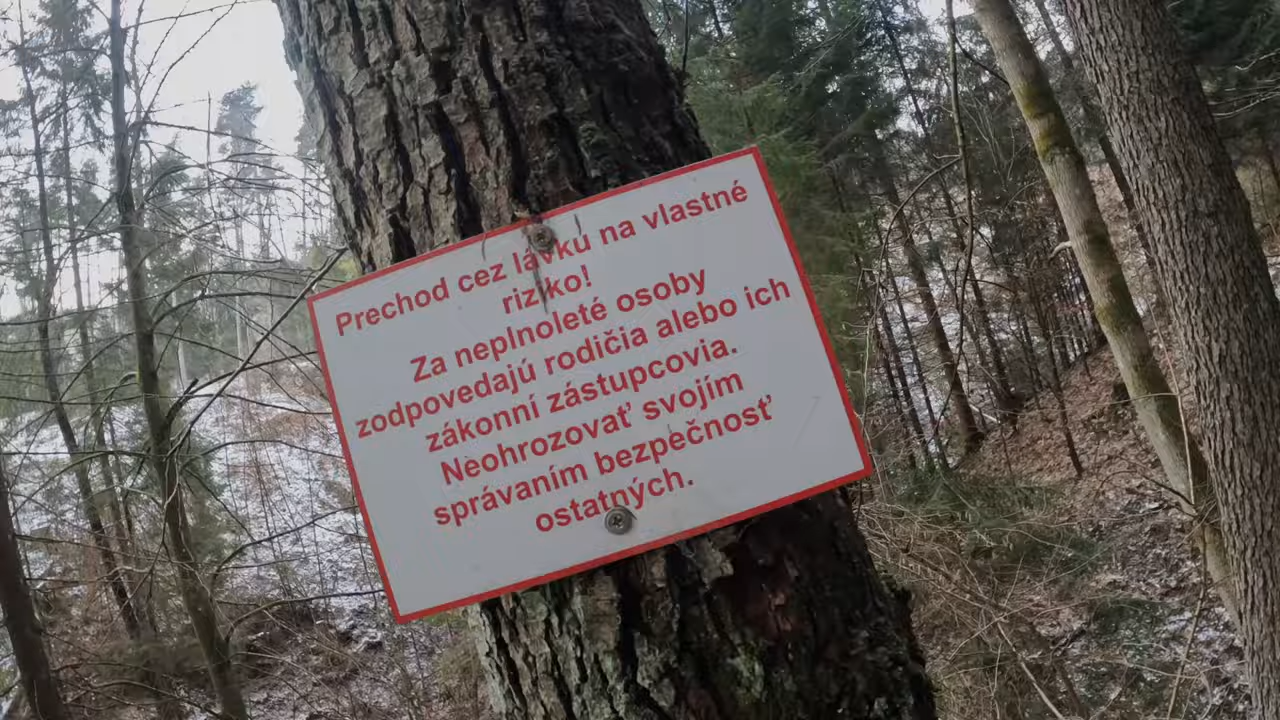 Prechod cez lávku na vlastné
riziko!
Za neplnoleté osoby
zodpovedajú rodičia alebo ich
zákonní zástupcovia.
Neohrozovať svojím
správaním bezpečnosť
ostatných.